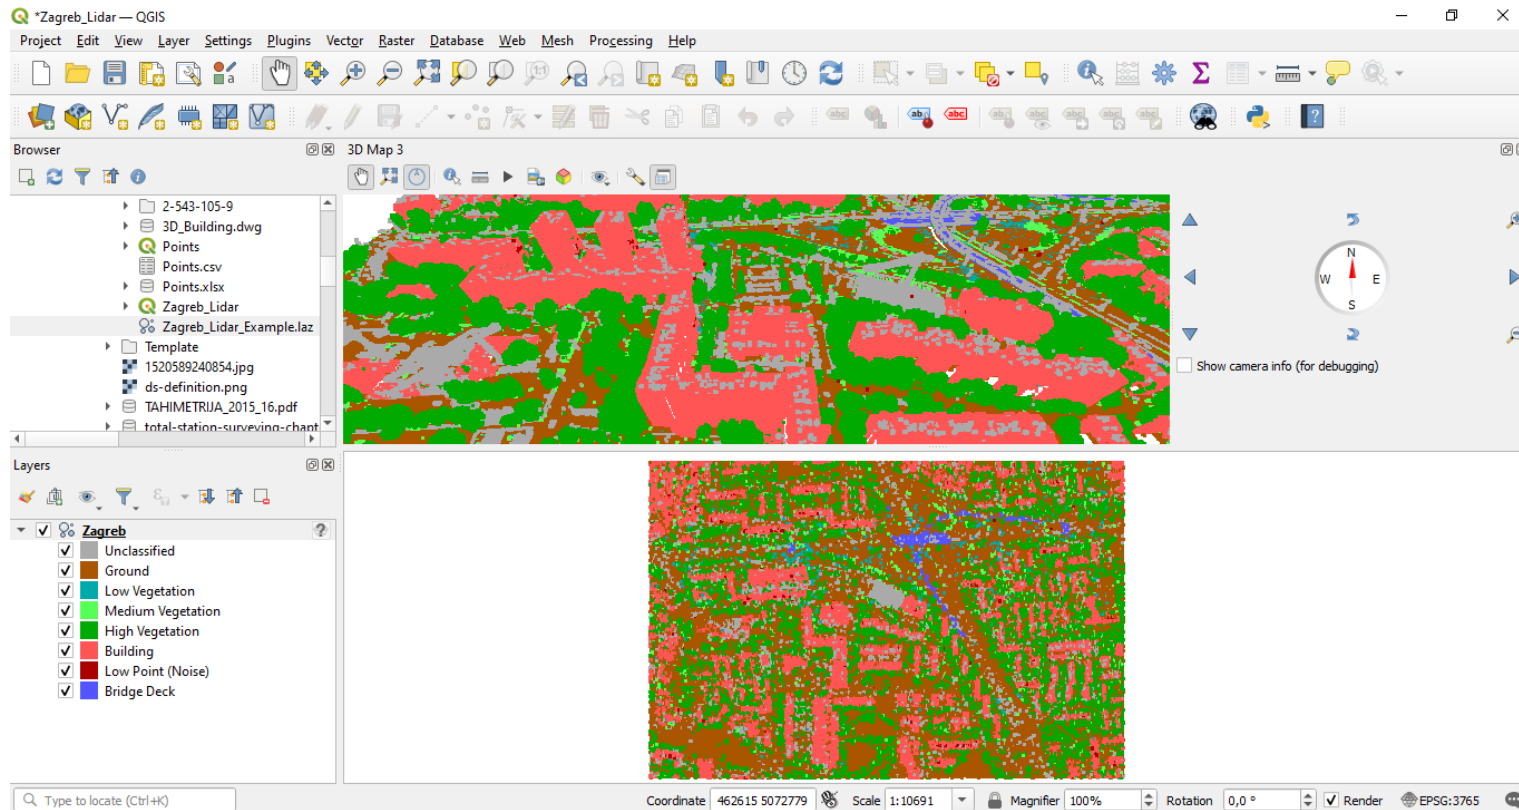 *Zagreb_Lidar — QGIS
Project Edit View Layer Settings Plugins Vector Raster Database Web Mesh Processing Help
Browser
3D Map 3
2-543-105-9
3D_Building.dwg
Points
Points.csv
Points.xlsx
Zagreb_Lidar
Zagreb_Lidar_Example.laz
Template
1520589240854.jpg
ds-definition.png
TAHIMETRIJA_2015_16.pdf
total-station-surveying-chapt
N
W E
S
Show camera info (for debugging)
Layers
Zagreb
Unclassified
Ground
Low Vegetation
Medium Vegetation
High Vegetation
Building
Low Point (Noise)
Bridge Deck
Type to locate (Ctrl+K)
Coordinate 462615 5072779 Scale 1:10691 Magnifier 100% Rotation 0,0 ° Render EPSG:3765